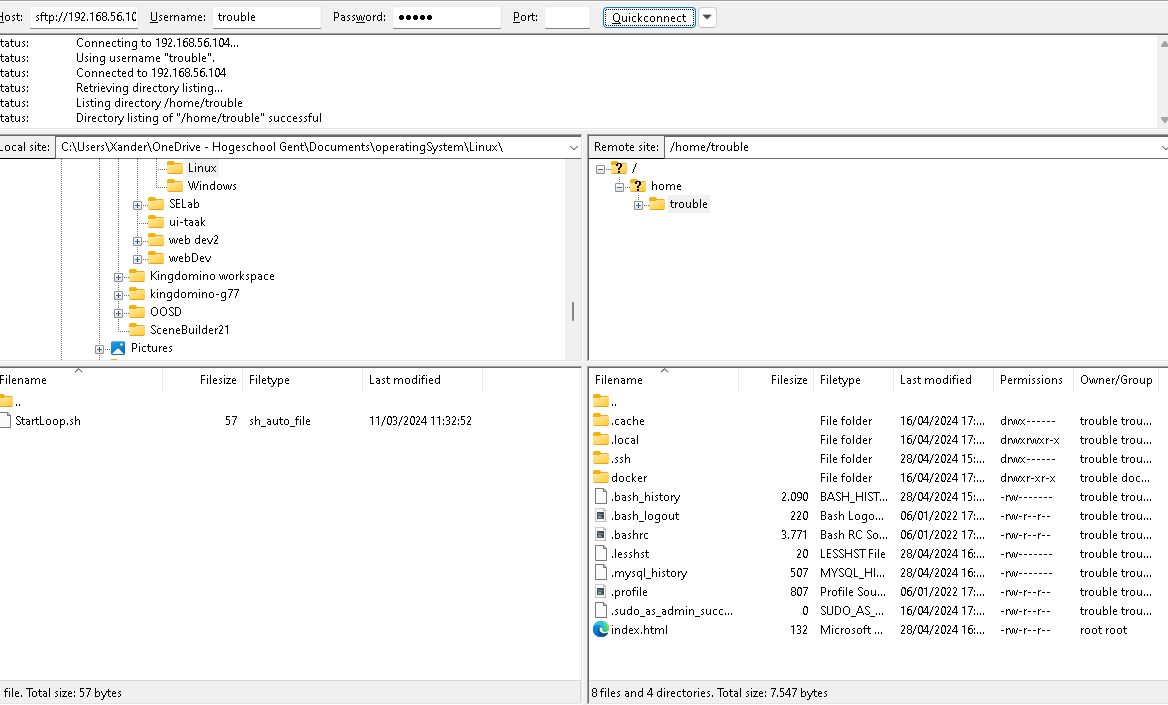 Host: sftp://192.168.56.10 Username: trouble Password: ●●●●● Port: Quickconnect
tatus: Connecting to 192.168.56.104...
tatus: Using username "trouble".
tatus: Connected to 192.168.56.104
tatus: Retrieving directory listing...
tatus: Listing directory /home/trouble
tatus: Directory listing of "/home/trouble" successful
Local site: C:\Users\Xander\OneDrive - Hogeschool Gent\Documents\operatingSystem\Linux\
Linux
Windows
SELab
ui-taak
web dev2
webDev
Kingdomino workspace
kingdomino-g77
OOSD
SceneBuilder21
Pictures
Remote site: /home/trouble
/
home
trouble
Filename Filesize Filetype Last modified
..
StartLoop.sh 57 sh_auto_file 11/03/2024 11:32:52
file. Total size: 57 bytes
Filename Filesize Filetype Last modified Permissions Owner/Group
..
.cache File folder 16/04/2024 17:... drwx------ trouble trou...
.local File folder 16/04/2024 17:... drwxrwxr-x trouble trou...
.ssh File folder 28/04/2024 15:... drwx------ trouble trou...
docker File folder 16/04/2024 17:... drwxr-xr-x trouble doc...
.bash_history 2.090 BASH_HIST... 28/04/2024 15:... -rw------- trouble trou...
.bash_logout 220 Bash Logo... 06/01/2022 17:... -rw-r--r-- trouble trou...
.bashrc 3.771 Bash RC So... 06/01/2022 17:... -rw-r--r-- trouble trou...
.lesshst 20 LESSHST File 28/04/2024 16:... -rw------- trouble trou...
.mysql_history 507 MYSQL_HI... 28/04/2024 16:... -rw------- trouble trou...
.profile 807 Profile Sou... 06/01/2022 17:... -rw-r--r-- trouble trou...
.sudo_as_admin_succ... 0 SUDO_AS_... 16/04/2024 17:... -rw-r--r-- trouble trou...
index.html 132 Microsoft ... 28/04/2024 16:... -rw-r--r-- root root
8 files and 4 directories. Total size: 7.547 bytes